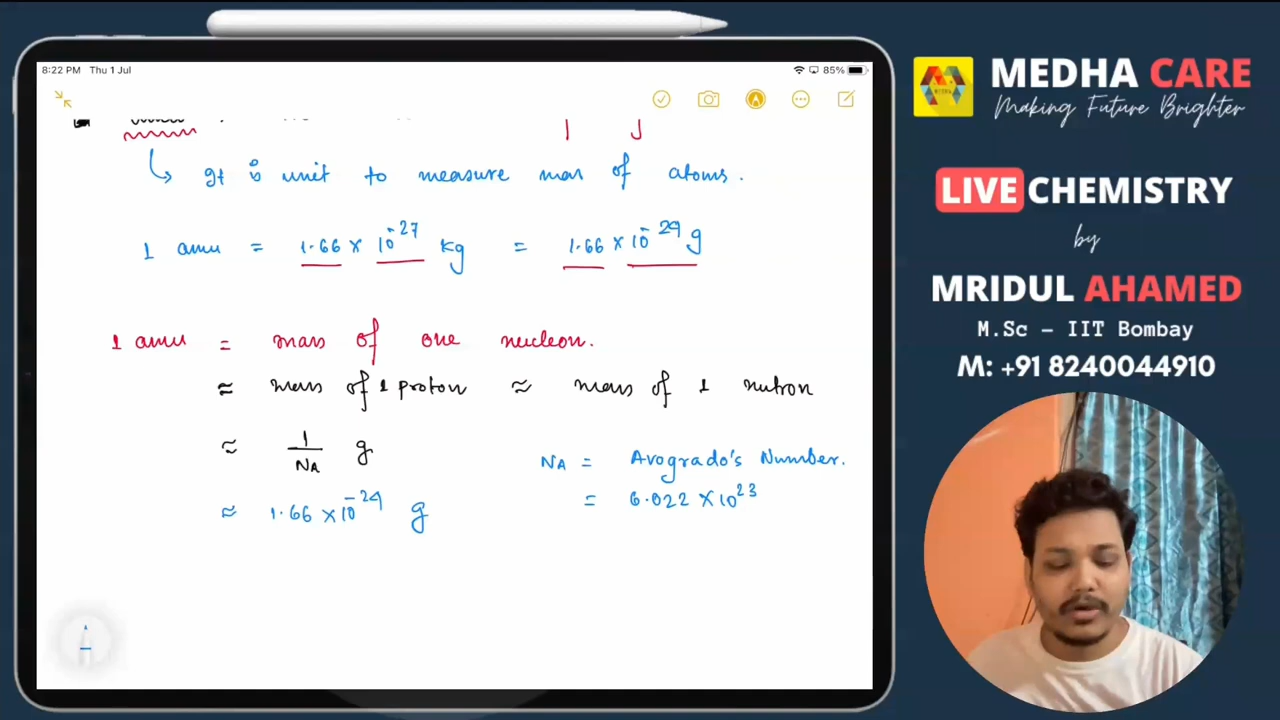 8:22 PM Thu 1 Jul
85%
↳ It is unit to measure mass of atoms.
1 amu = 1.66 × 10⁻²⁷ kg = 1.66 × 10⁻²⁴ g
1 amu = mass of one nucleon.
≈ mass of 1 proton ≈ mass of 1 nutron
≈ 1/NA g
≈ 1.66 × 10⁻²⁴ g
NA = Avogrado's Number.
= 6.022 × 10²³
MEDHA CARE
Making Future Brighter
LIVE CHEMISTRY
by
MRIDUL AHAMED
M.Sc – IIT Bombay
M: +91 8240044910